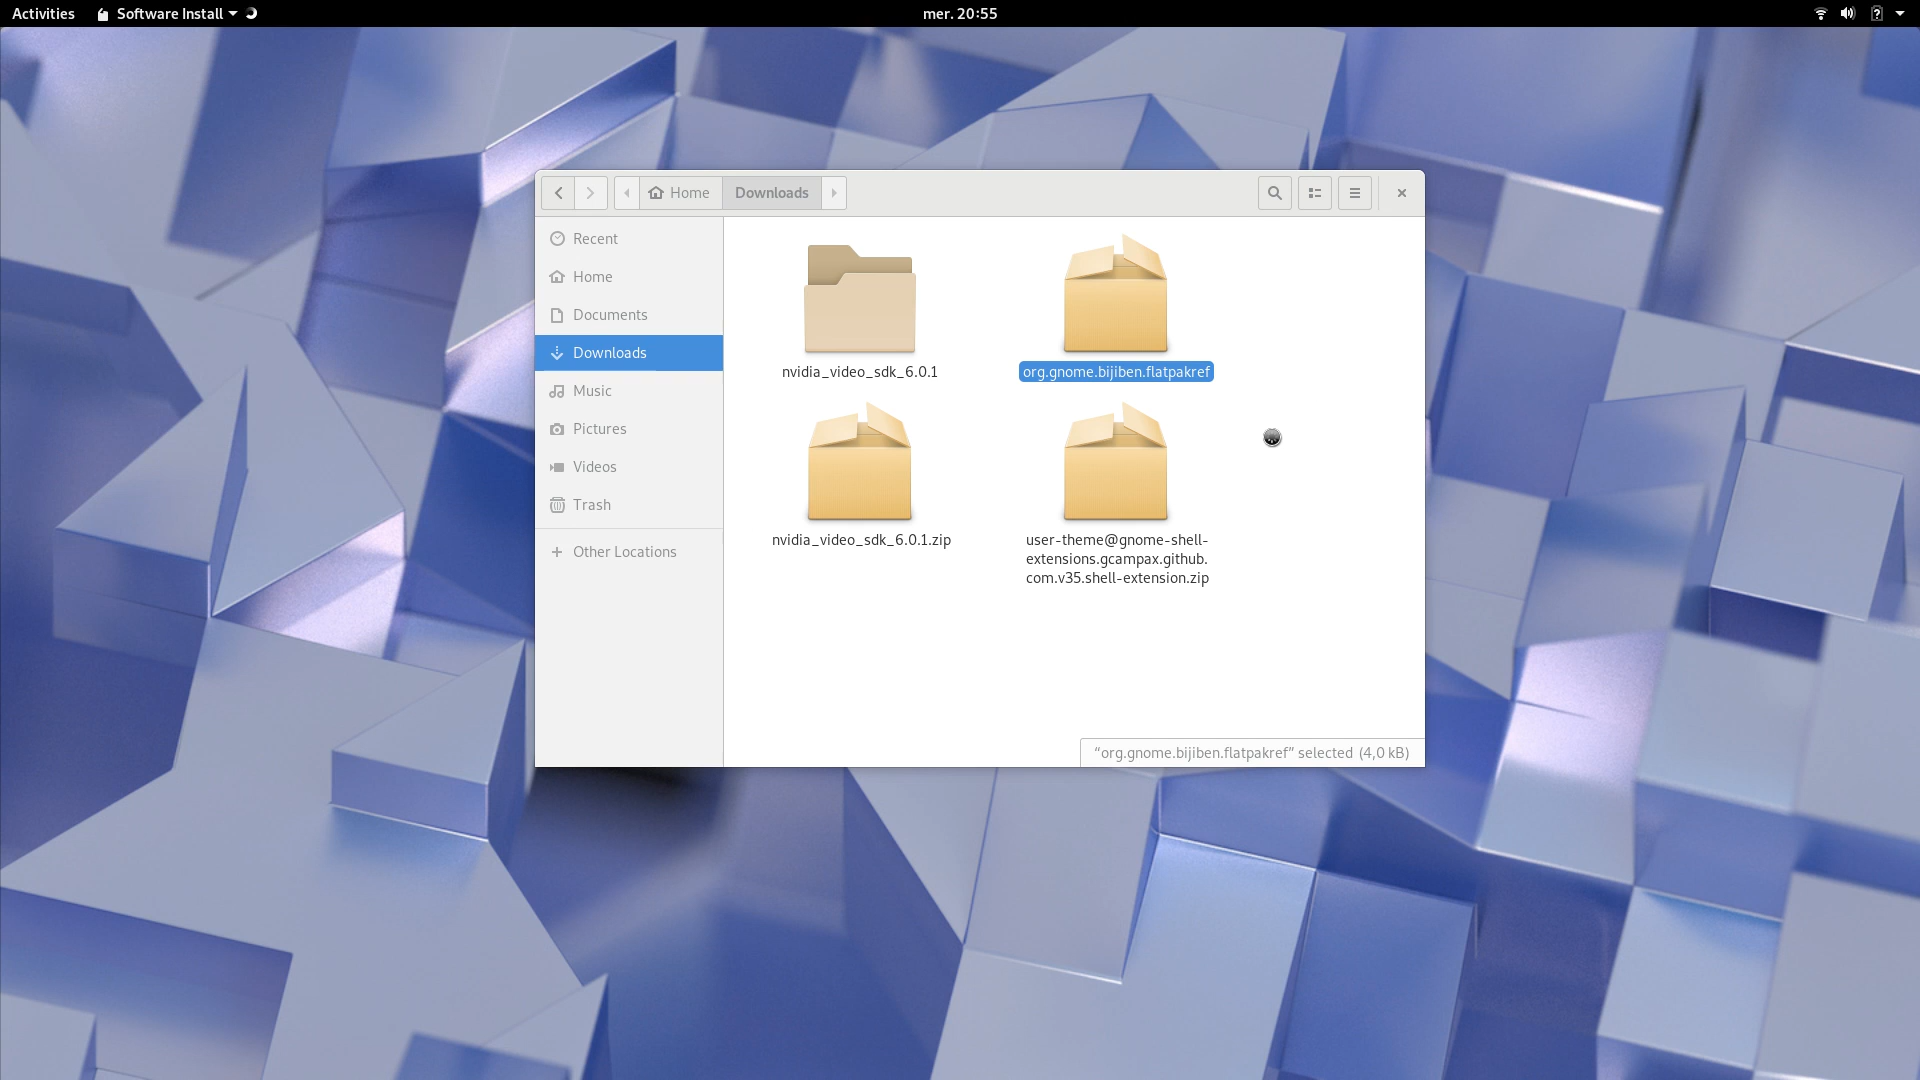 Activities
Software Install
mer. 20:55
Home
Downloads
Recent
Home
Documents
Downloads
Music
Pictures
Videos
Trash
Other Locations
nvidia_video_sdk_6.0.1
org.gnome.bijiben.flatpakref
nvidia_video_sdk_6.0.1.zip
user-theme@gnome-shell-
extensions.gcampax.github.
com.v35.shell-extension.zip
“org.gnome.bijiben.flatpakref” selected (4,0 kB)